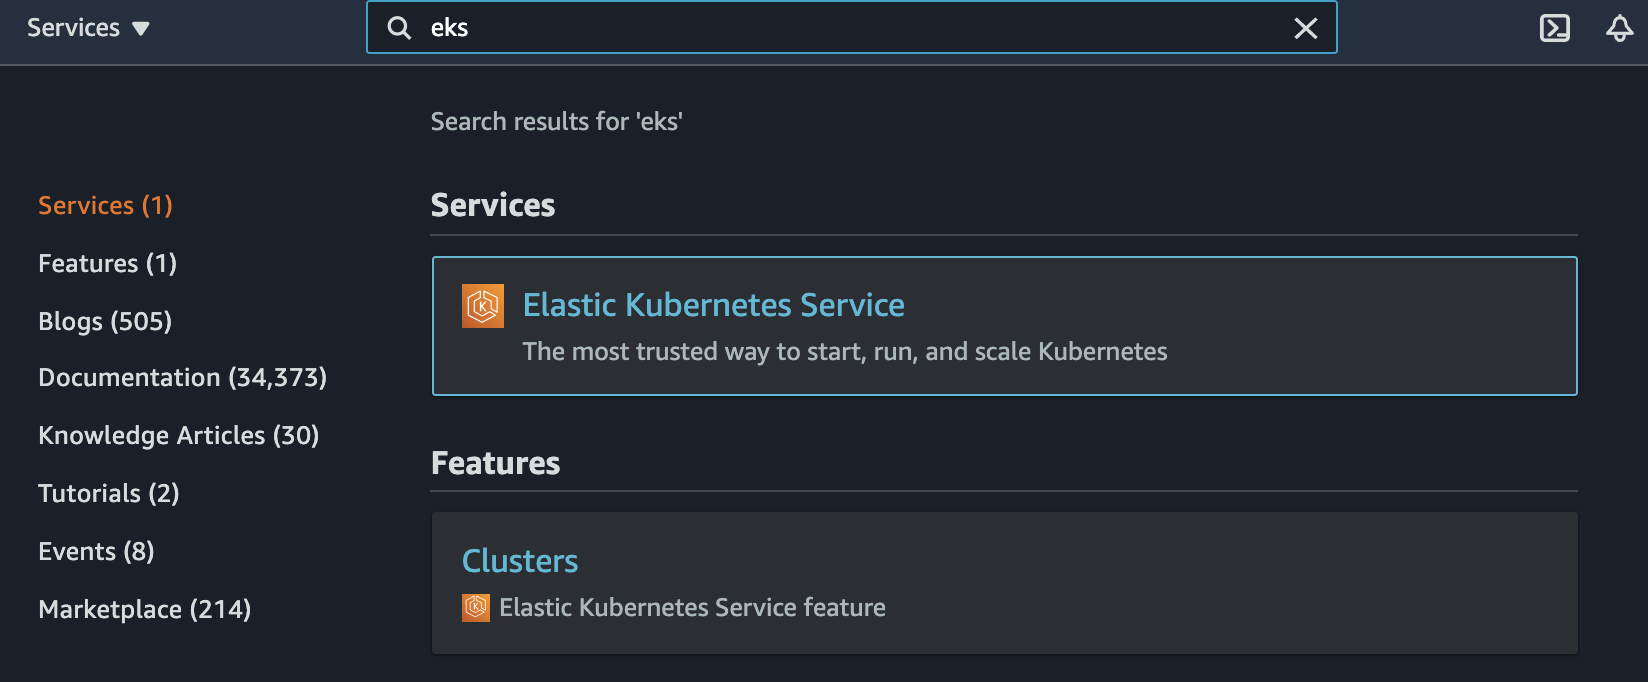 Services
eks
Search results for 'eks'
Services (1)
Features (1)
Blogs (505)
Documentation (34,373)
Knowledge Articles (30)
Tutorials (2)
Events (8)
Marketplace (214)
Services
Elastic Kubernetes Service
The most trusted way to start, run, and scale Kubernetes
Features
Clusters
Elastic Kubernetes Service feature